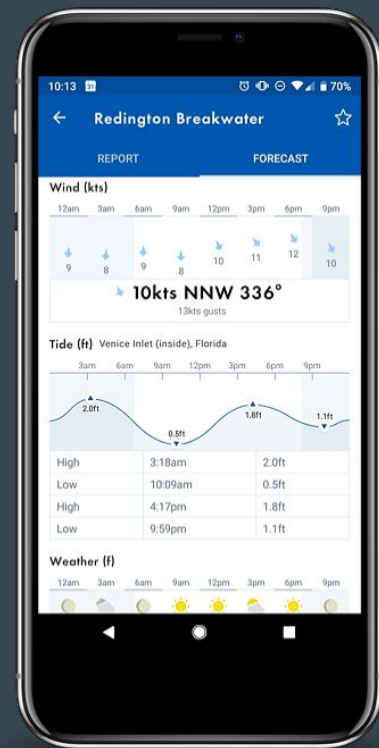 10:13 31 70%
Redington Breakwater
REPORT FORECAST
Wind (kts)
12am 3am 6am 9am 12pm 3pm 6pm 9pm
9 8 9 8 10 11 12 10
10kts NNW 336°
13kts gusts
Tide (ft) Venice Inlet (inside), Florida
3am 6am 9am 12pm 3pm 6pm 9pm
2.0ft 0.5ft 1.8ft 1.1ft
High 3:18am 2.0ft
Low 10:09am 0.5ft
High 4:17pm 1.8ft
Low 9:59pm 1.1ft
Weather (f)
12am 3am 6am 9am 12pm 3pm 6pm 9pm